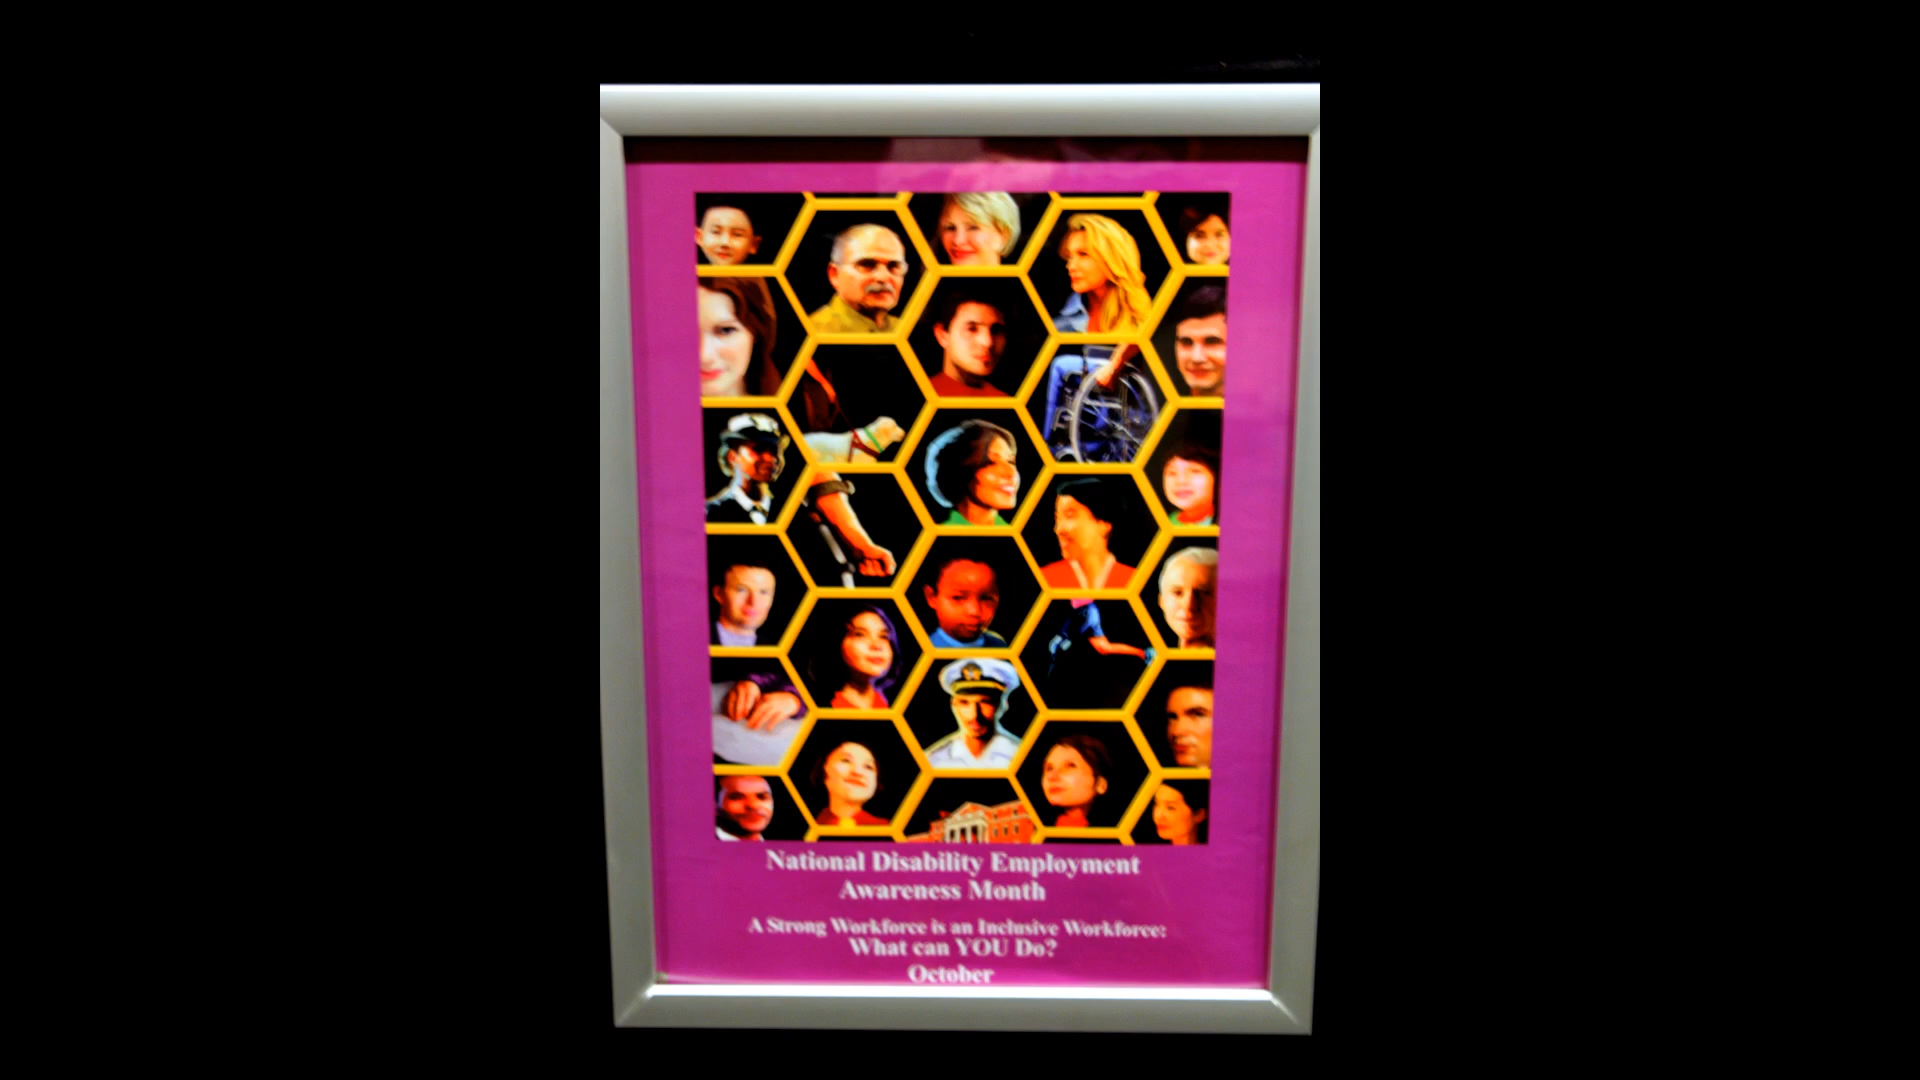 National Disability Employment
Awareness Month
A Strong Workforce is an Inclusive Workforce:
What can YOU Do?
October